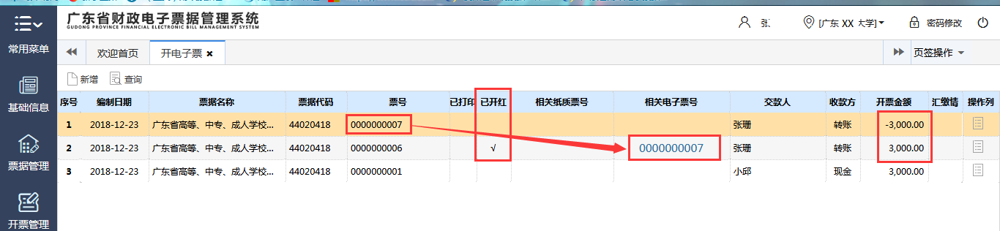 广东省财政电子票据管理系统
GUDONG PROVINCE FINANCIAL ELECTRONIC BILL MANAGEMENT SYSTEM
张
[广东 XX 大学]
密码修改
常用菜单
欢迎首页
开电子票
页签操作
新增
查询
基础信息
票据管理
开票管理
序号 编制日期 票据名称 票据代码 票号 已打印 已开红 相关纸质票号 相关电子票号 交款人 收款方 开票金额 汇缴情 操作列
1 2018-12-23 广东省高等、中专、成人学校... 44020418 0000000007 张珊 转账 -3,000.00
2 2018-12-23 广东省高等、中专、成人学校... 44020418 0000000006 √ 0000000007 张珊 转账 3,000.00
3 2018-12-23 广东省高等、中专、成人学校... 44020418 0000000001 小邱 现金 3,000.00